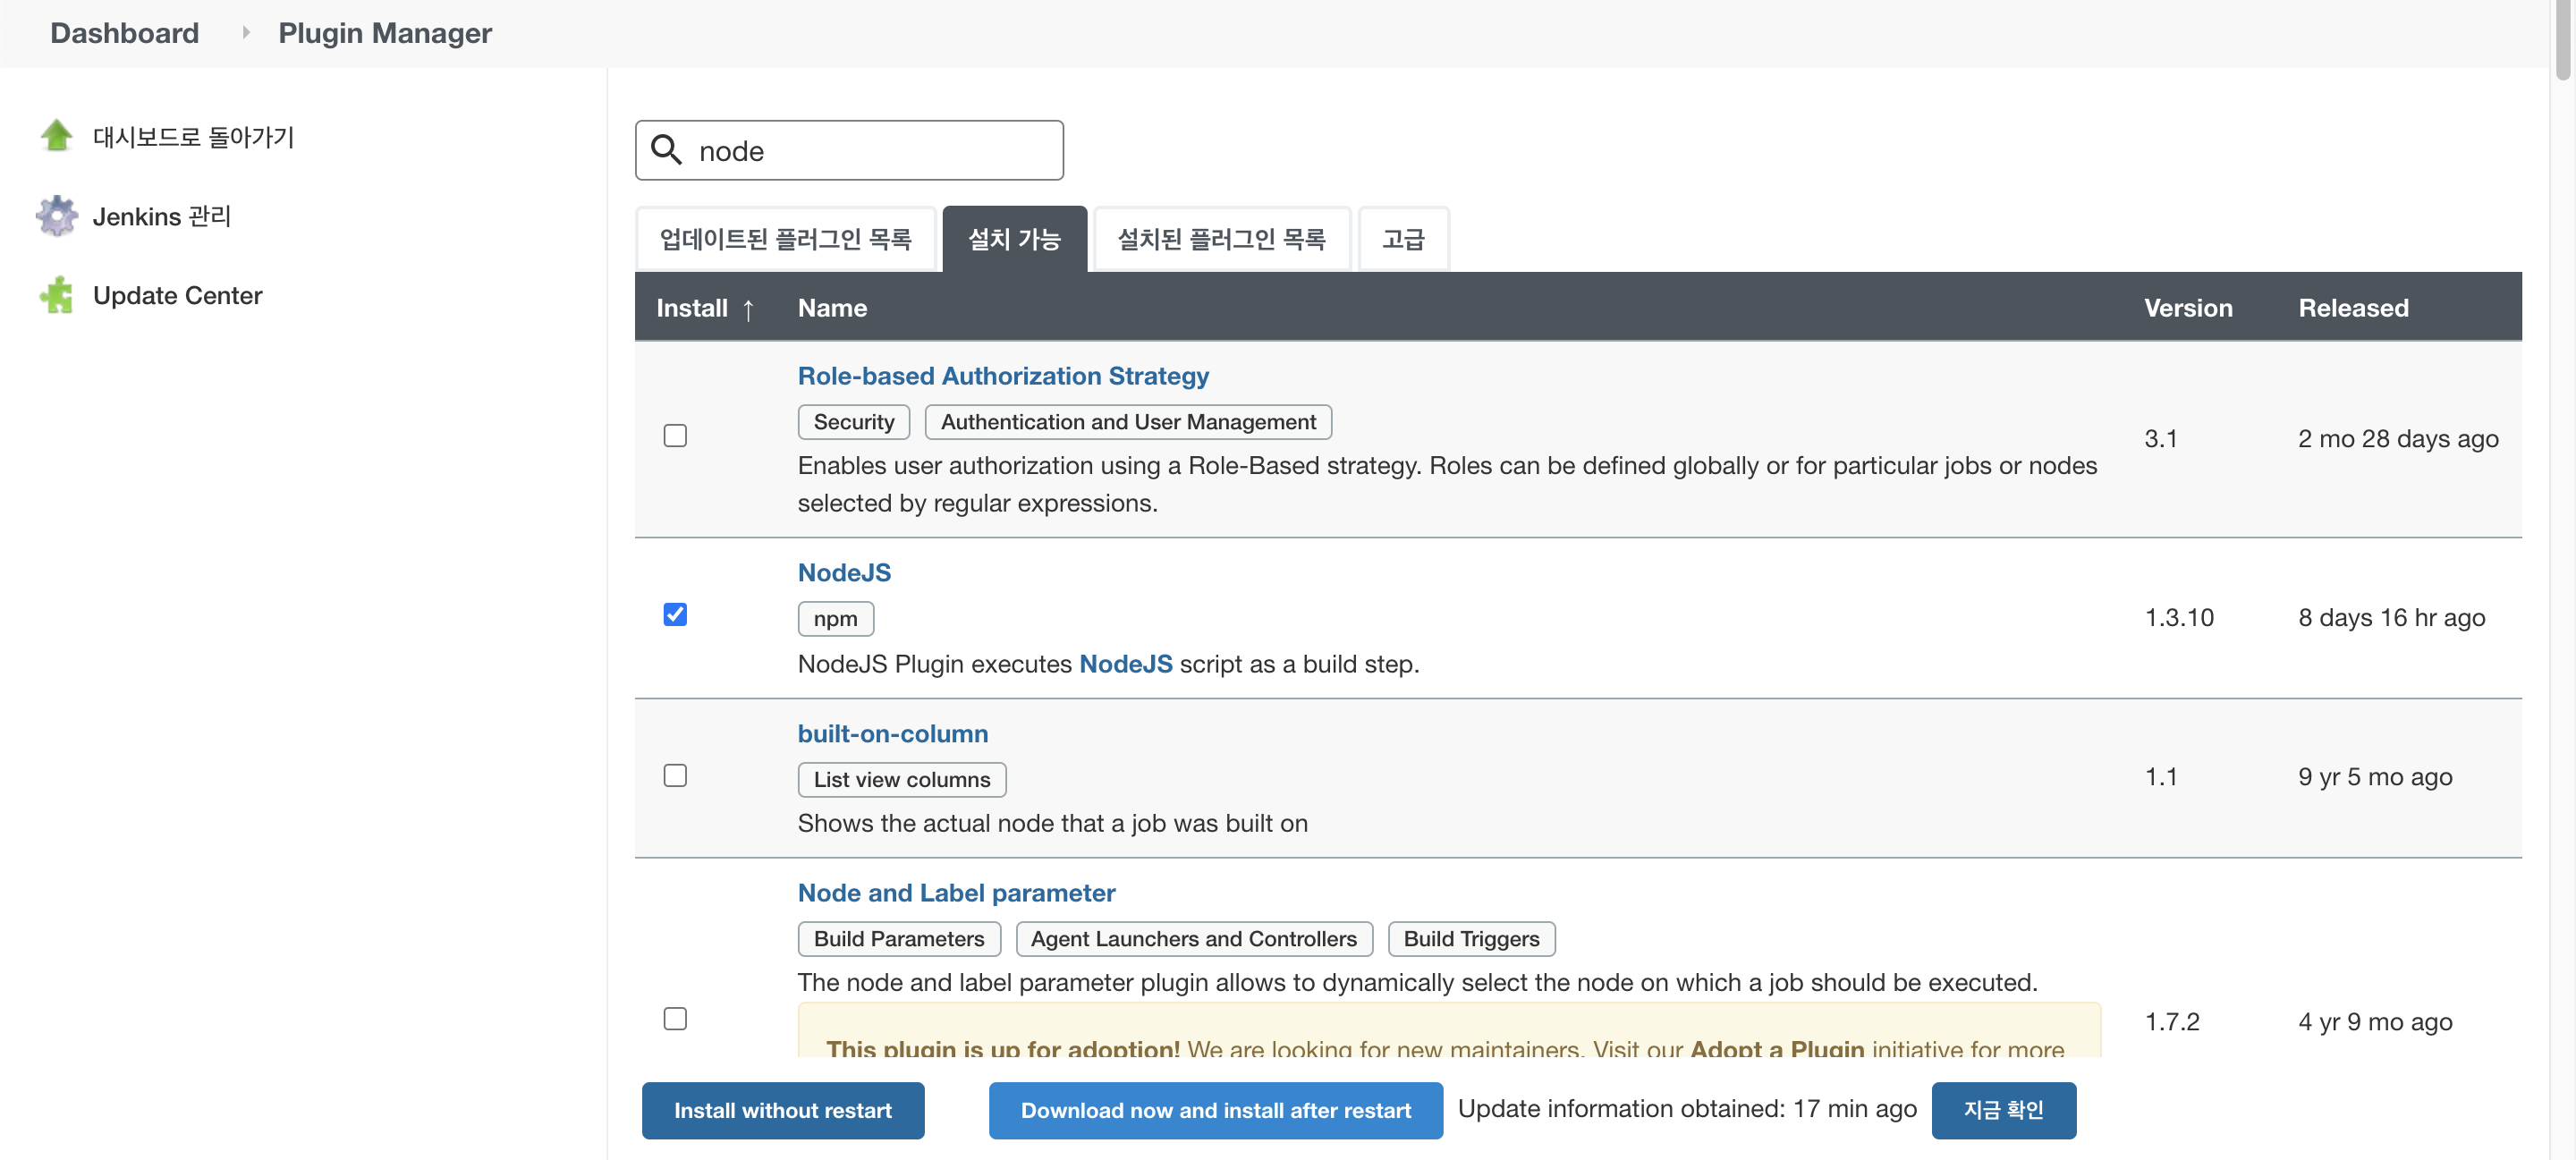 Dashboard
Plugin Manager
대시보드로 돌아가기
Jenkins 관리
Update Center
node
업데이트된 플러그인 목록
설치 가능
설치된 플러그인 목록
고급
Install ↑
Name
Version
Released
Role-based Authorization Strategy
Security
Authentication and User Management
Enables user authorization using a Role-Based strategy. Roles can be defined globally or for particular jobs or nodes
selected by regular expressions.
3.1
2 mo 28 days ago
NodeJS
npm
NodeJS Plugin executes NodeJS script as a build step.
1.3.10
8 days 16 hr ago
built-on-column
List view columns
Shows the actual node that a job was built on
1.1
9 yr 5 mo ago
Node and Label parameter
Build Parameters
Agent Launchers and Controllers
Build Triggers
The node and label parameter plugin allows to dynamically select the node on which a job should be executed.
This plugin is up for adoption! We are looking for new maintainers. Visit our Adopt a Plugin initiative for more
1.7.2
4 yr 9 mo ago
Install without restart
Download now and install after restart
Update information obtained: 17 min ago
지금 확인